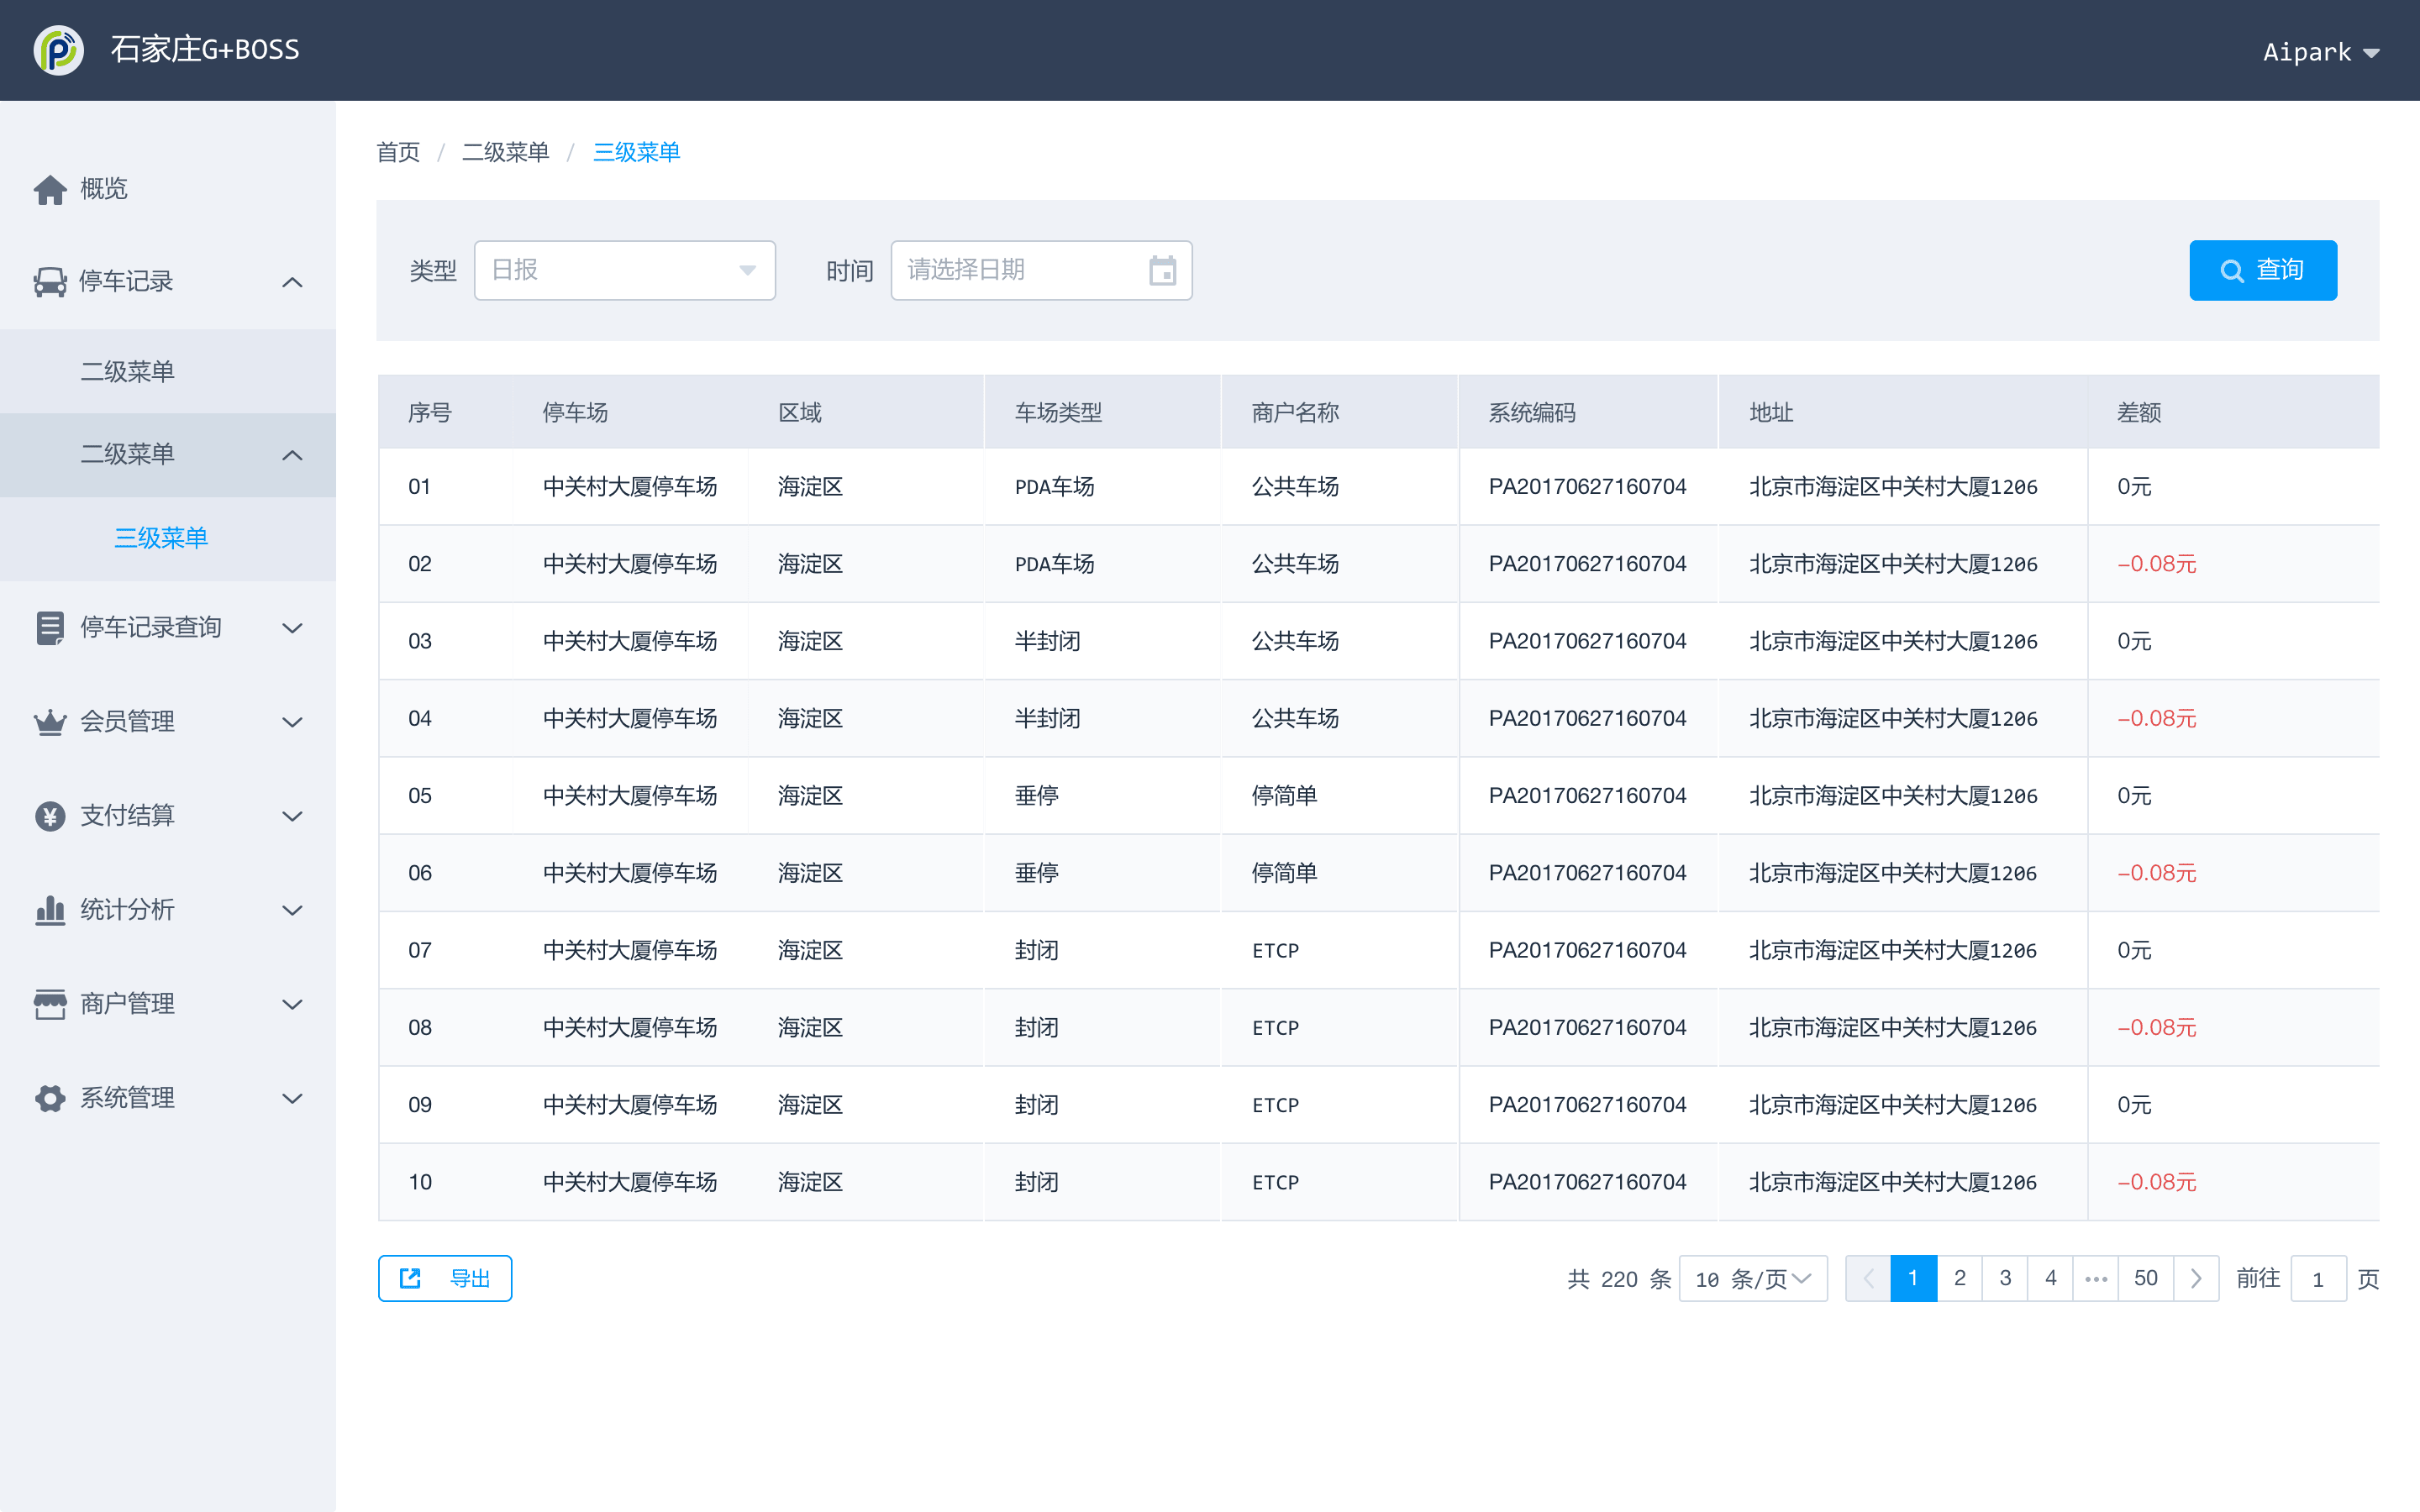 石家庄G+BOSS
Aipark
概览
停车记录
二级菜单
二级菜单
三级菜单
停车记录查询
会员管理
支付结算
统计分析
商户管理
系统管理
首页 / 二级菜单 / 三级菜单
类型 日报 时间 请选择日期 查询
序号 停车场 区域 车场类型 商户名称 系统编码 地址 差额
01 中关村大厦停车场 海淀区 PDA车场 公共车场 PA20170627160704 北京市海淀区中关村大厦1206 0元
02 中关村大厦停车场 海淀区 PDA车场 公共车场 PA20170627160704 北京市海淀区中关村大厦1206 -0.08元
03 中关村大厦停车场 海淀区 半封闭 公共车场 PA20170627160704 北京市海淀区中关村大厦1206 0元
04 中关村大厦停车场 海淀区 半封闭 公共车场 PA20170627160704 北京市海淀区中关村大厦1206 -0.08元
05 中关村大厦停车场 海淀区 垂停 停简单 PA20170627160704 北京市海淀区中关村大厦1206 0元
06 中关村大厦停车场 海淀区 垂停 停简单 PA20170627160704 北京市海淀区中关村大厦1206 -0.08元
07 中关村大厦停车场 海淀区 封闭 ETCP PA20170627160704 北京市海淀区中关村大厦1206 0元
08 中关村大厦停车场 海淀区 封闭 ETCP PA20170627160704 北京市海淀区中关村大厦1206 -0.08元
09 中关村大厦停车场 海淀区 封闭 ETCP PA20170627160704 北京市海淀区中关村大厦1206 0元
10 中关村大厦停车场 海淀区 封闭 ETCP PA20170627160704 北京市海淀区中关村大厦1206 -0.08元
导出 共 220 条 10 条/页 1 2 3 4 ••• 50 前往 1 页